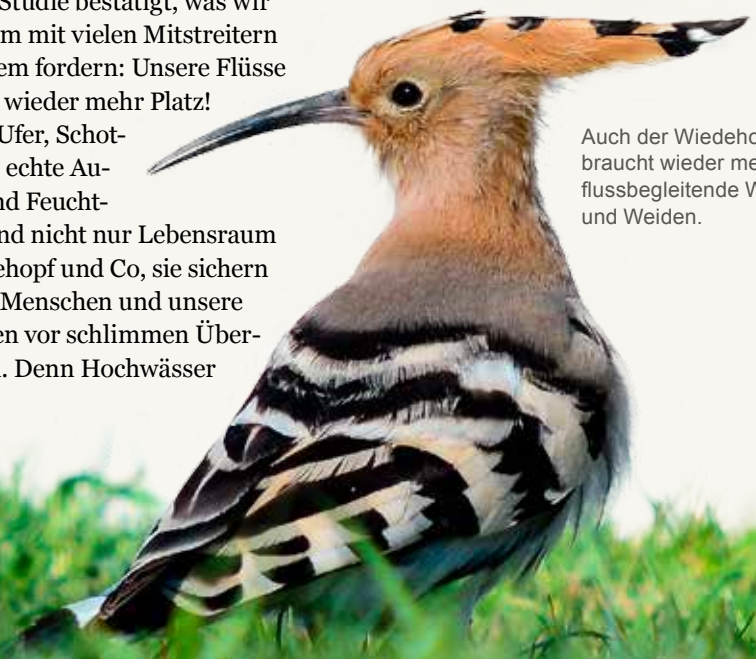 Studie bestätigt, was wir
m mit vielen Mitstreitern
em fordern: Unsere Flüsse
wieder mehr Platz!
Ufer, Schot-
echte Au-
nd Feucht-
nd nicht nur Lebensraum
ehopf und Co, sie sichern
Menschen und unsere
en vor schlimmen Über-
. Denn Hochwässer
Auch der Wiedeho
braucht wieder me
flussbegleitende W
und Weiden.